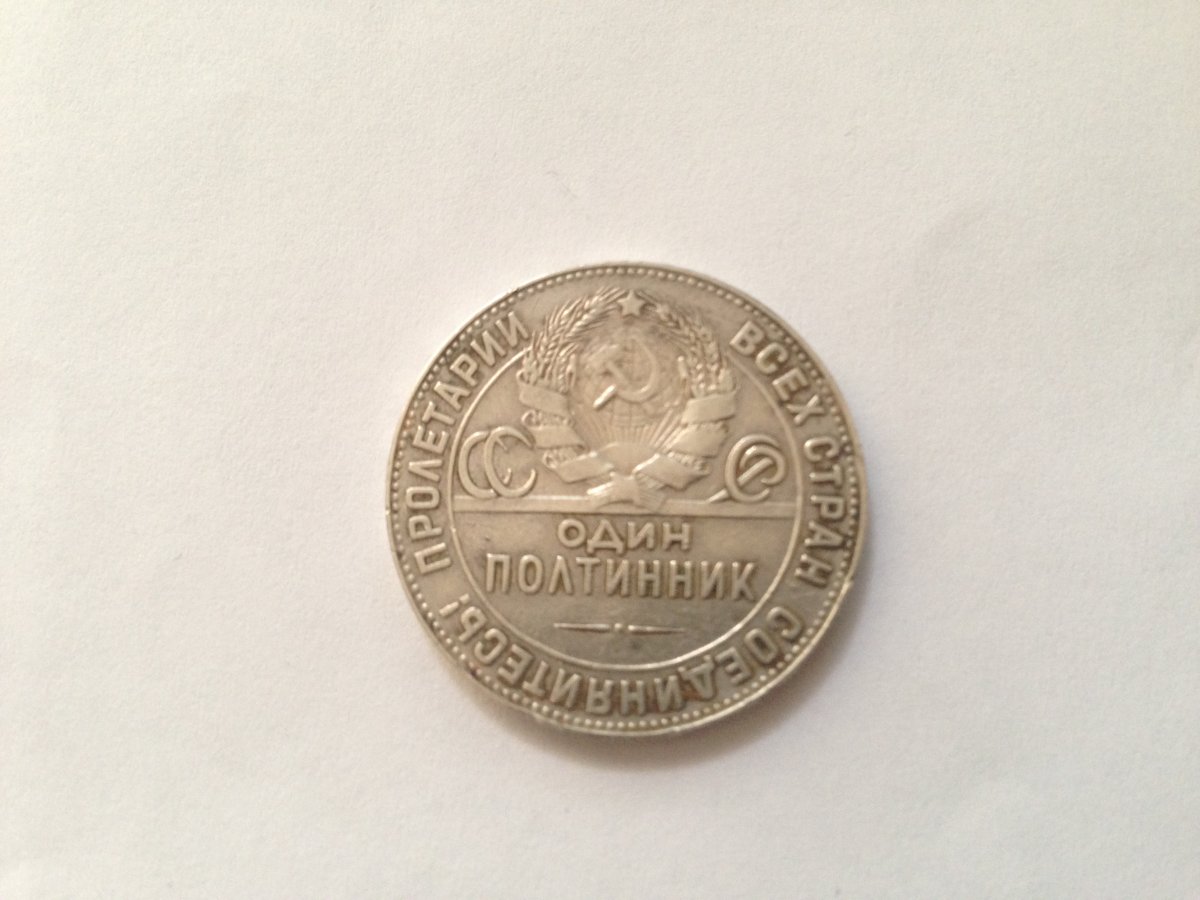 ПРОЛЕТАРИИ ВСЕХ СТРАН СОЕДИНЯЙТЕСЬ!
СС СР
ОДИН
ПОЛТИННИК